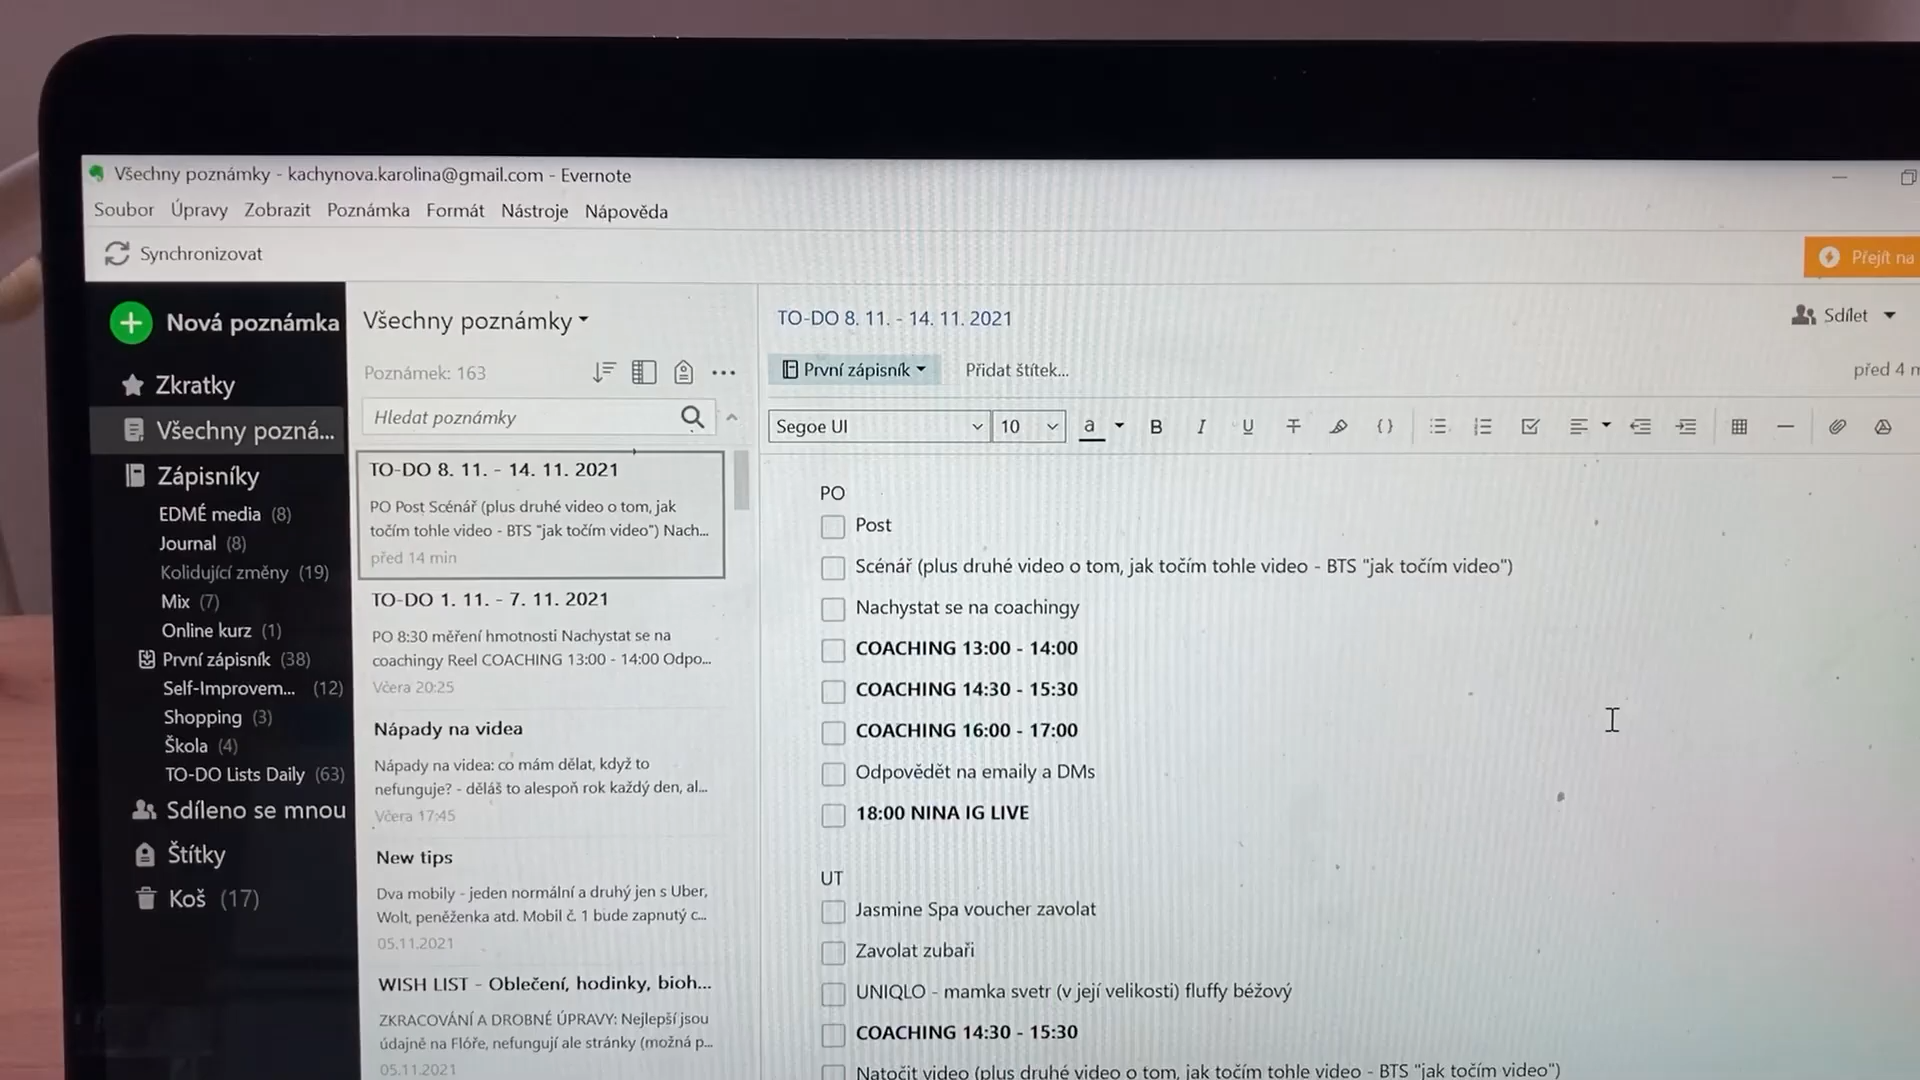 Všechny poznámky - kachynova.karolina@gmail.com - Evernote
Soubor Úpravy Zobrazit Poznámka Formát Nástroje Nápověda
Synchronizovat
Přejít na
Nová poznámka
Zkratky
Všechny pozná...
Zápisníky
EDMÉ media (8)
Journal (8)
Kolidující změny (19)
Mix (7)
Online kurz (1)
První zápisník (38)
Self-Improvem... (12)
Shopping (3)
Škola (4)
TO-DO Lists Daily (63)
Sdíleno se mnou
Štítky
Koš (17)
Všechny poznámky
Poznámek: 163
Hledat poznámky
TO-DO 8. 11. - 14. 11. 2021
PO Post Scénář (plus druhé video o tom, jak
točím tohle video - BTS "jak točím video") Nach...
před 14 min
TO-DO 1. 11. - 7. 11. 2021
PO 8:30 měření hmotnosti Nachystat se na
coachingy Reel COACHING 13:00 - 14:00 Odpo...
Včera 20:25
Nápady na videa
Nápady na videa: co mám dělat, když to
nefunguje? - děláš to alespoň rok každý den, al...
Včera 17:45
New tips
Dva mobily - jeden normální a druhý jen s Uber,
Wolt, peněženka atd. Mobil č. 1 bude zapnutý c...
05.11.2021
WISH LIST - Oblečení, hodinky, bioh...
ZKRACOVÁNÍ A DROBNÉ ÚPRAVY: Nejlepší jsou
údajně na Flóře, nefungují ale stránky (možná p...
05.11.2021
TO-DO 8. 11. - 14. 11. 2021
Sdílet
První zápisník Přidat štítek...
před 4 m
Segoe UI 10 a B I U T {}
PO
Post
Scénář (plus druhé video o tom, jak točím tohle video - BTS "jak točím video")
Nachystat se na coachingy
COACHING 13:00 - 14:00
COACHING 14:30 - 15:30
COACHING 16:00 - 17:00
Odpovědět na emaily a DMs
18:00 NINA IG LIVE
UT
Jasmine Spa voucher zavolat
Zavolat zubaři
UNIQLO - mamka svetr (v její velikosti) fluffy béžový
COACHING 14:30 - 15:30
Natočit video (plus druhé video o tom, jak točím tohle video - BTS "jak točím video")